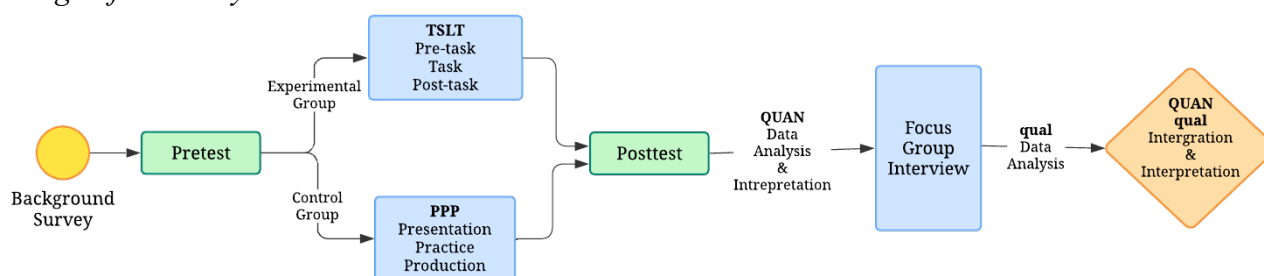 TSLT
Pre-task
Task
Post-task
Experimental
Group
Background
Survey
Pretest
Control
Group
PPP
Presentation
Practice
Production
Posttest
QUAN
Data
Analysis
&
Intrepretation
Focus
Group
Interview
qual
Data
Analysis
QUAN
qual
Intergration
&
Interpretation